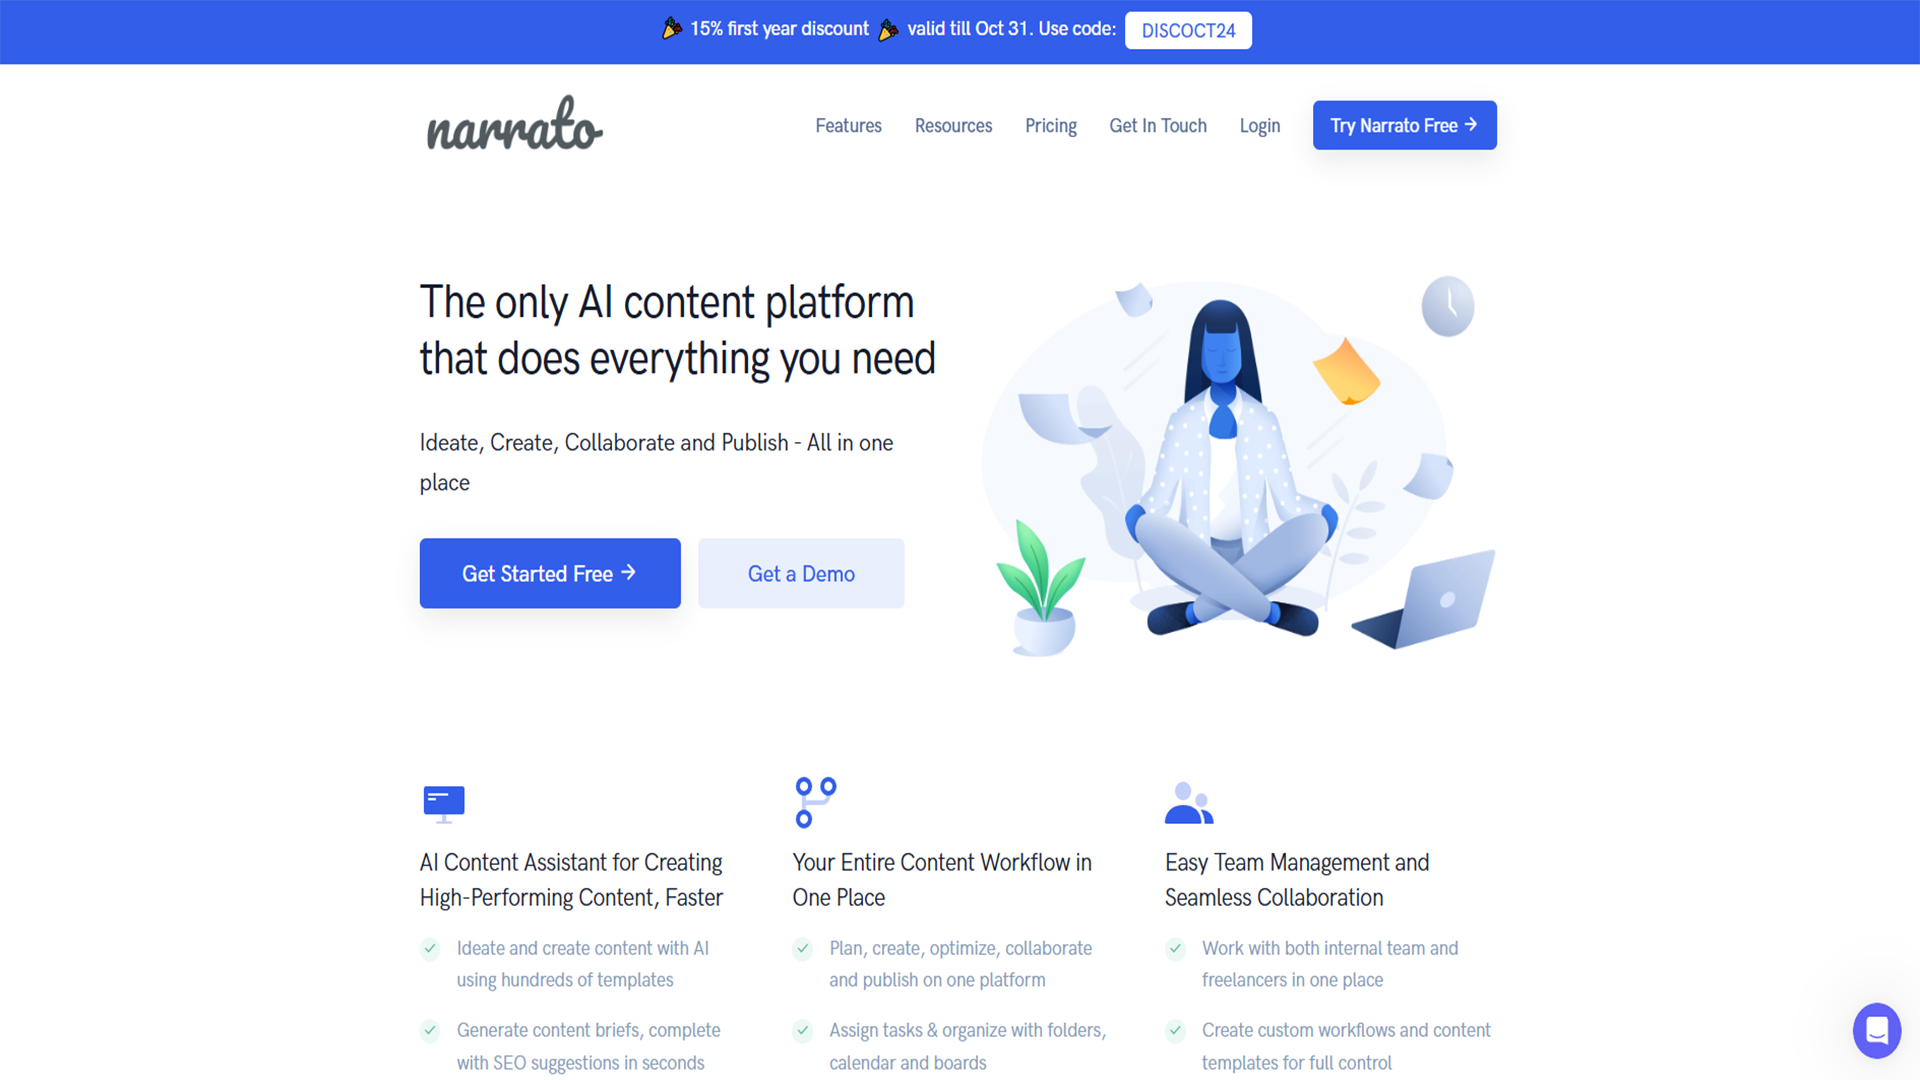 15% first year discount valid till Oct 31. Use code: DISCOCT24
narrato
Features Resources Pricing Get In Touch Login Try Narrato Free →
The only AI content platform
that does everything you need
Ideate, Create, Collaborate and Publish - All in one
place
Get Started Free → Get a Demo
AI Content Assistant for Creating
High-Performing Content, Faster
Ideate and create content with AI
using hundreds of templates
Generate content briefs, complete
with SEO suggestions in seconds
Your Entire Content Workflow in
One Place
Plan, create, optimize, collaborate
and publish on one platform
Assign tasks & organize with folders,
calendar and boards
Easy Team Management and
Seamless Collaboration
Work with both internal team and
freelancers in one place
Create custom workflows and content
templates for full control